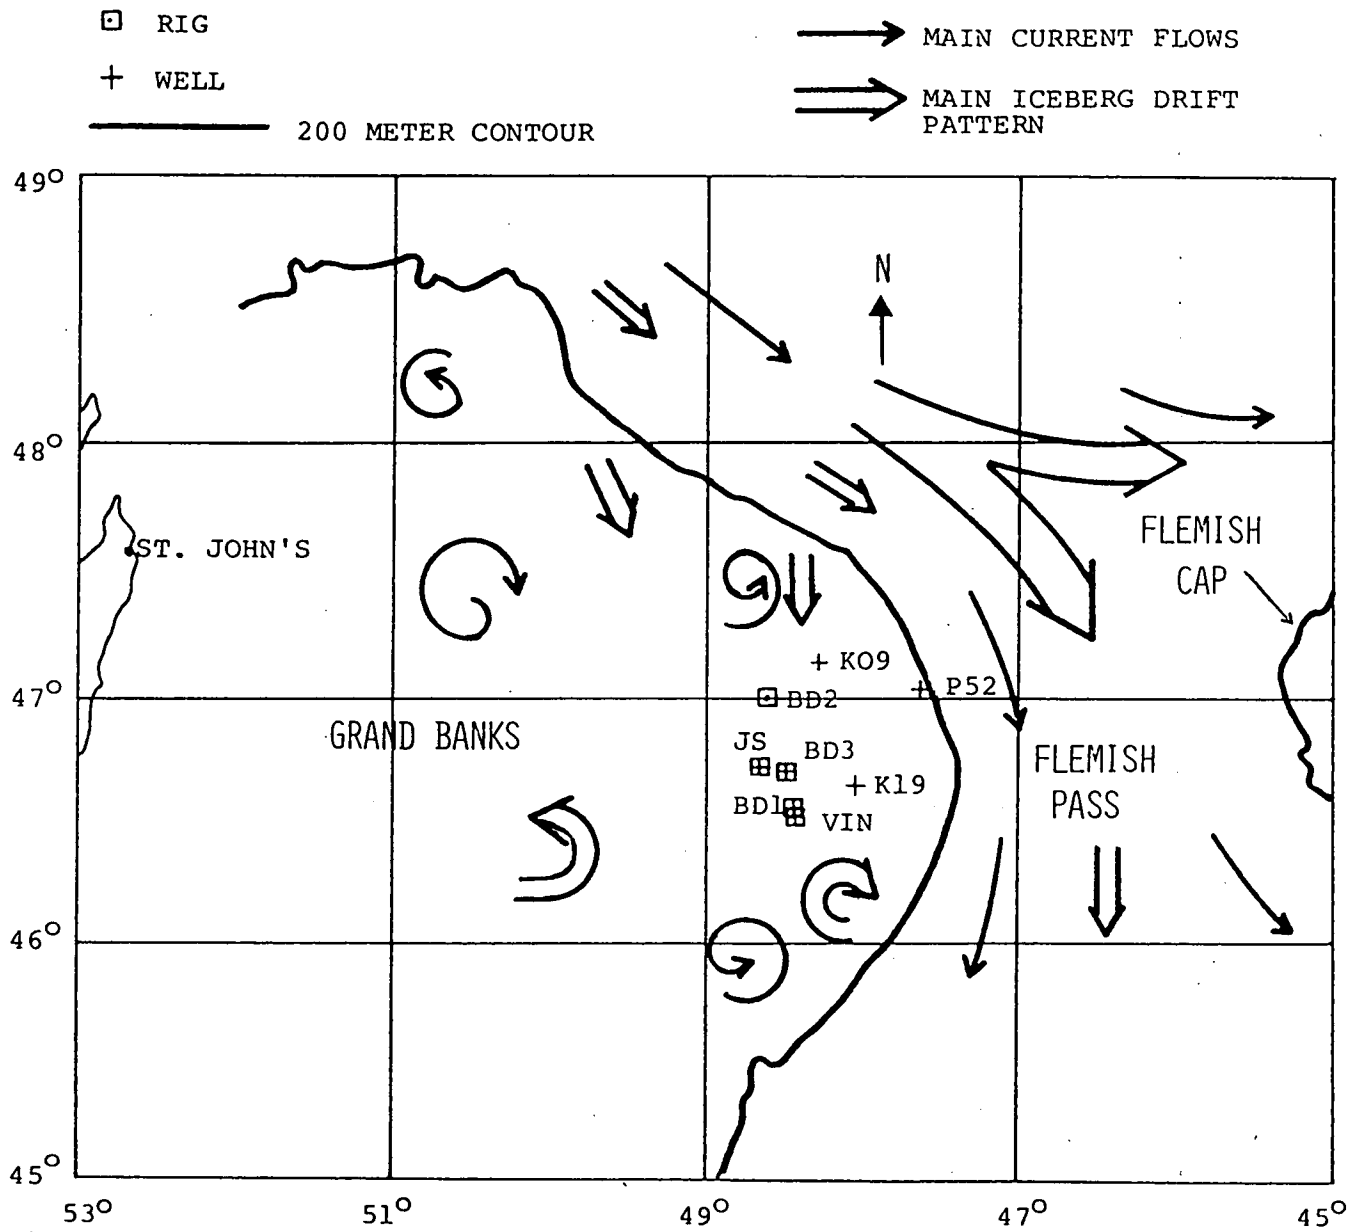 RIG
WELL
200 METER CONTOUR
MAIN CURRENT FLOWS
MAIN ICEBERG DRIFT
PATTERN
49°
N
48°
FLEMISH
CAP
ST. JOHN'S
KO9
P52
47°
BD2
GRAND BANKS
JS
BD3
FLEMISH
PASS
K19
BD1
VIN
46°
45°
53°
51°
49°
47°
45°